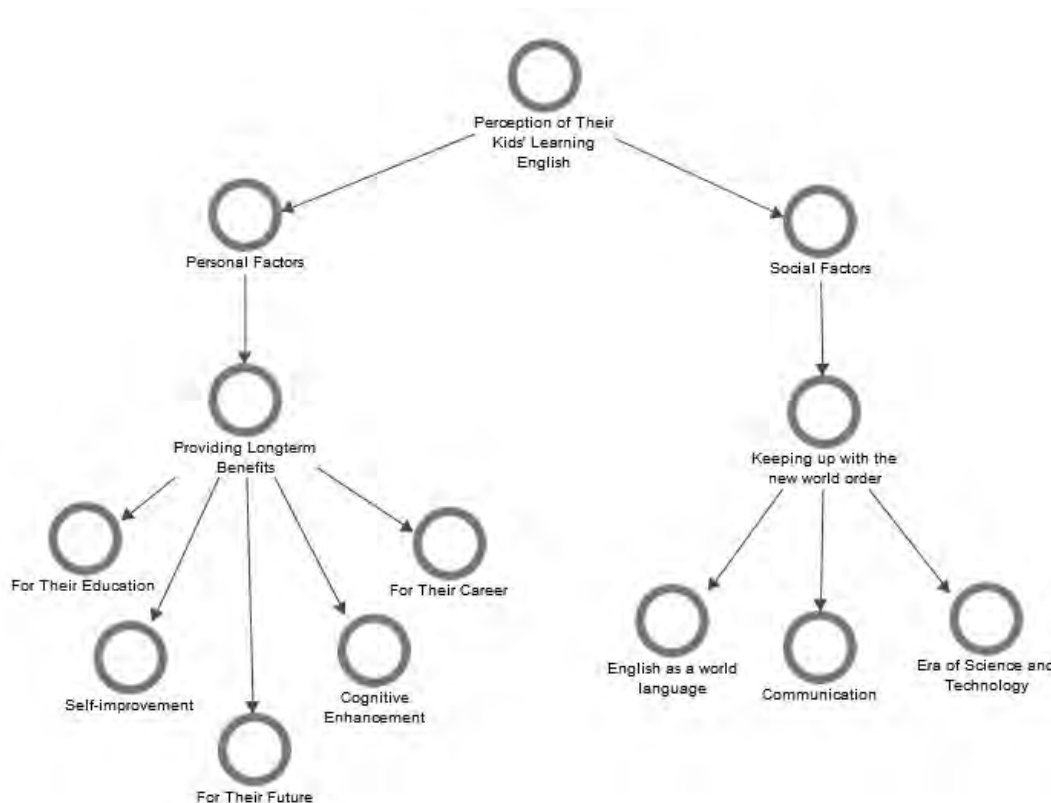 Perception of Their
Kids' Learning
English
Personal Factors
Social Factors
Providing Longterm
Benefits
Keeping up with the
new world order
For Their Education
For Their Career
Self-improvement
Cognitive
Enhancement
For Their Future
English as a world
language
Communication
Era of Science and
Technology